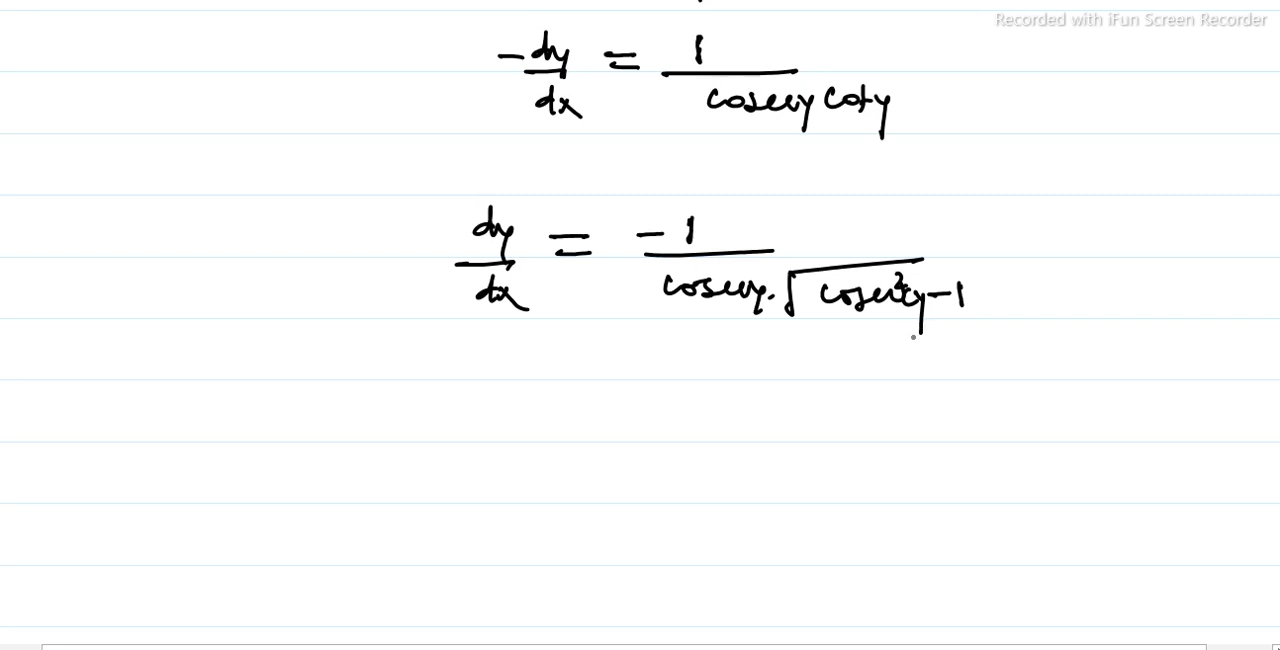 Recorded with iFun Screen Recorder
-dy/dx = 1/(cosecy coty)
dy/dx = -1/(cosecy.√(cosec²y-1))